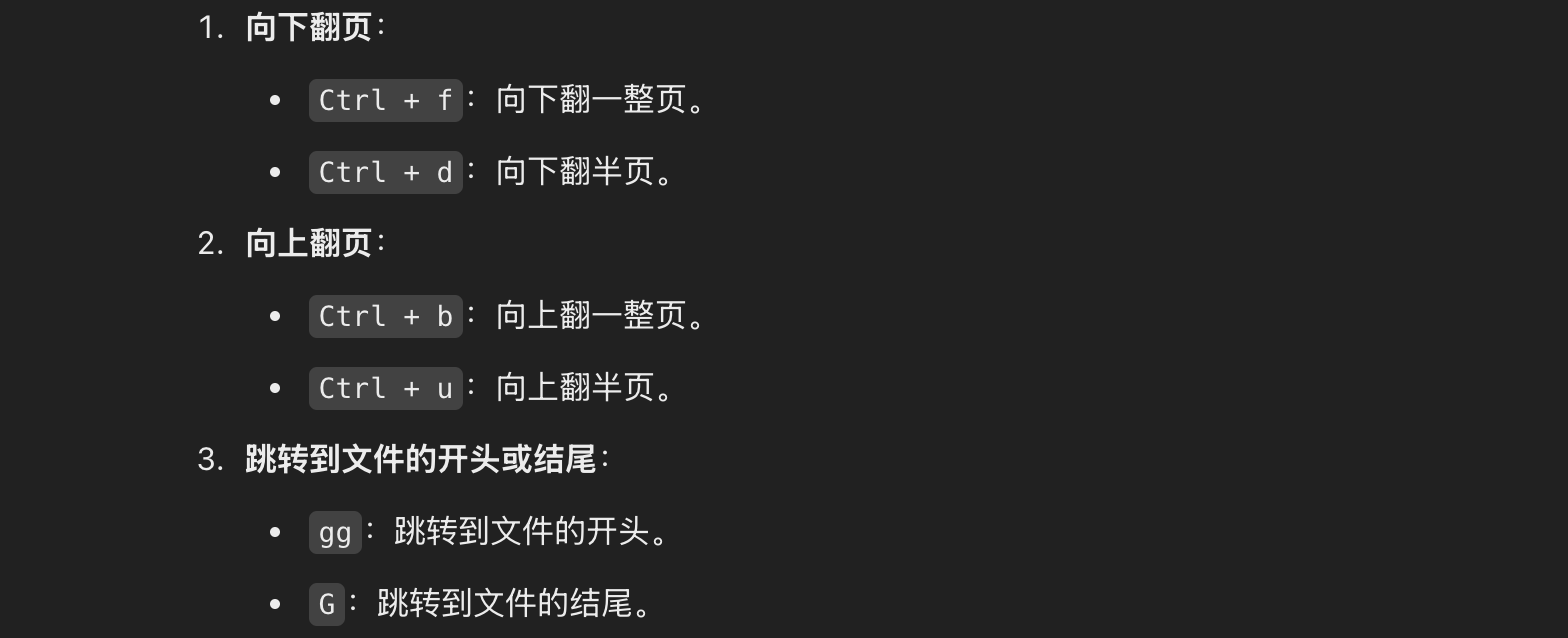 1. 向下翻页：
• Ctrl + f：向下翻一整页。
• Ctrl + d：向下翻半页。
2. 向上翻页：
• Ctrl + b：向上翻一整页。
• Ctrl + u：向上翻半页。
3. 跳转到文件的开头或结尾：
• gg：跳转到文件的开头。
• G：跳转到文件的结尾。